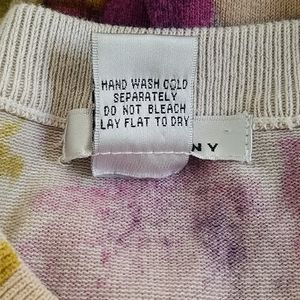 HAND WASH COLD
SEPARATELY
DO NOT BLEACH
LAY FLAT TO DRY
NY